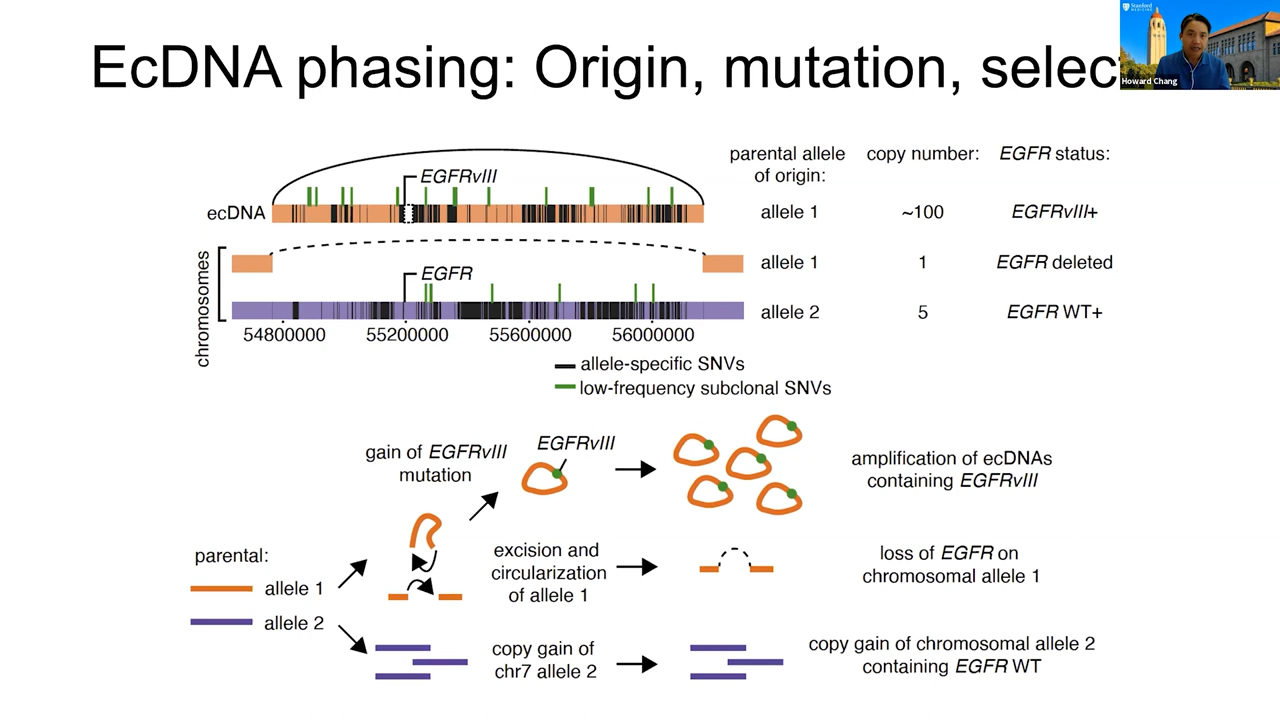 EcDNA phasing: Origin, mutation, selec
Stanford
MEDICINE
Howard Chang
parental allele
of origin:
copy number:
EGFR status:
EGFRvIII
ecDNA
allele 1
~100
EGFRvIII+
allele 1
1
EGFR deleted
chromosomes
EGFR
allele 2
5
EGFR WT+
54800000
55200000
55600000
56000000
allele-specific SNVs
low-frequency subclonal SNVs
gain of EGFRvIII
mutation
EGFRvIII
amplification of ecDNAs
containing EGFRvIII
parental:
allele 1
allele 2
excision and
circularization
of allele 1
loss of EGFR on
chromosomal allele 1
copy gain of
chr7 allele 2
copy gain of chromosomal allele 2
containing EGFR WT